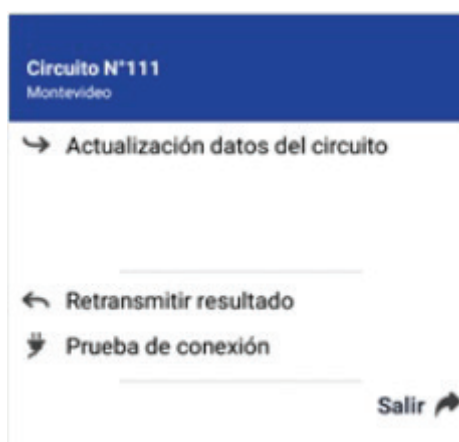 Circuito N°111
Montevideo
Actualización datos del circuito
Retransmitir resultado
Prueba de conexión
Salir